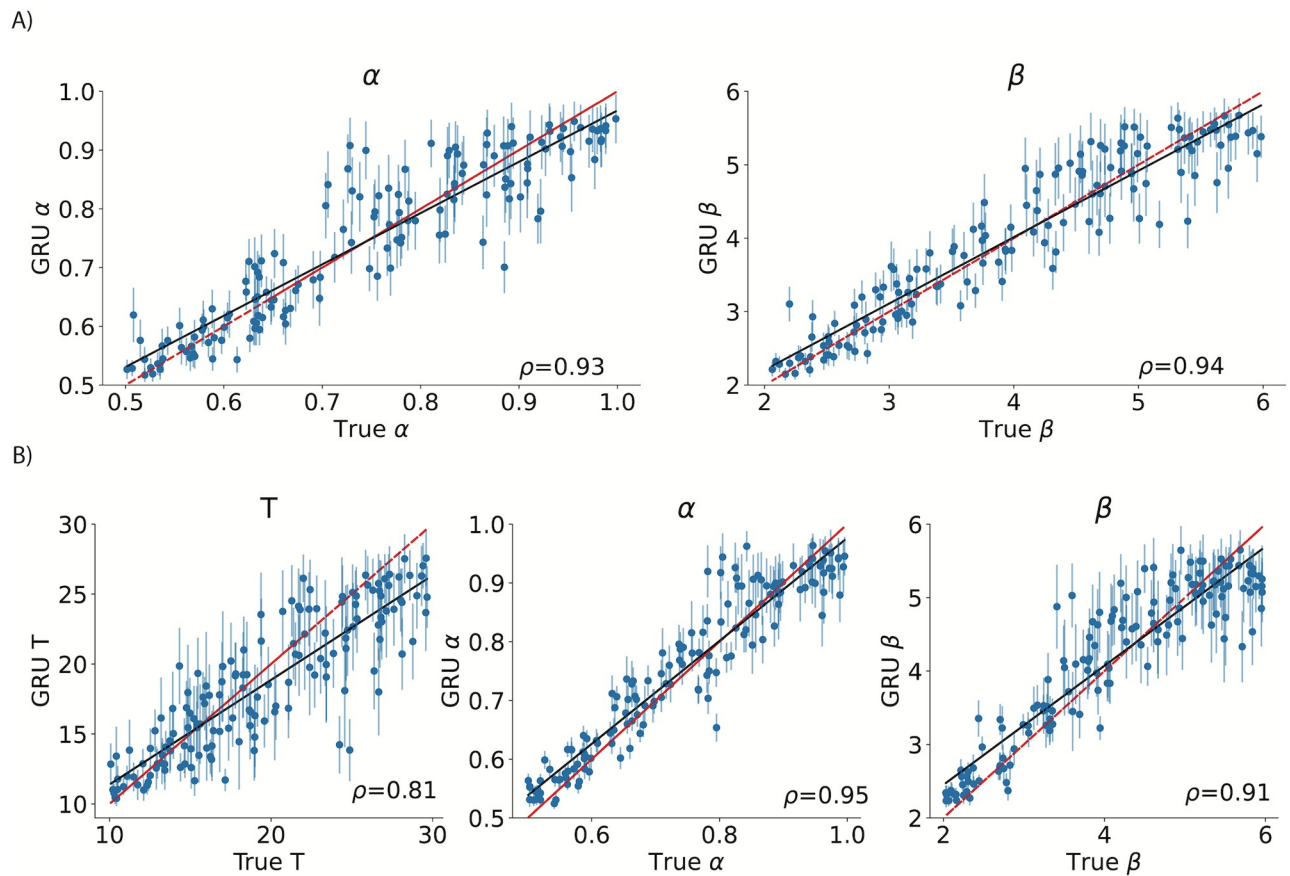 A)
α
GRU α
1.0
0.9
0.8
0.7
0.6
0.5
ρ=0.93
0.5 0.6 0.7 0.8 0.9 1.0
True α
β
GRU β
6
5
4
3
2
ρ=0.94
2 3 4 5 6
True β
B)
T
GRU T
30
25
20
15
10
ρ=0.81
10 20 30
True T
α
GRU α
1.0
0.9
0.8
0.7
0.6
0.5
ρ=0.95
0.6 0.8 1.0
True α
β
GRU β
6
5
4
3
2
ρ=0.91
2 4 6
True β